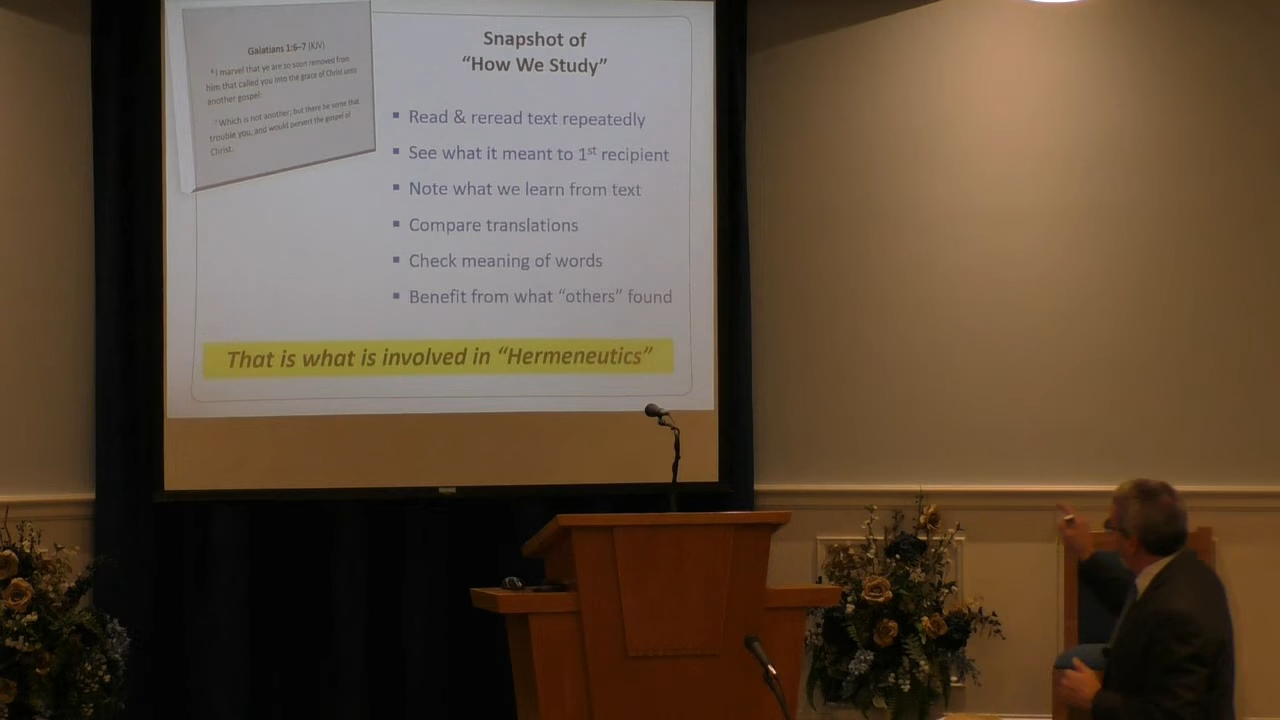 Galatians 1:6–7 (KJV)
6 I marvel that ye are so soon removed from
him that called you into the grace of Christ unto
another gospel:
7 Which is not another; but there be some that
trouble you, and would pervert the gospel of
Christ.
Snapshot of
“How We Study”
▪ Read & reread text repeatedly
▪ See what it meant to 1st recipient
▪ Note what we learn from text
▪ Compare translations
▪ Check meaning of words
▪ Benefit from what “others” found
That is what is involved in “Hermeneutics”